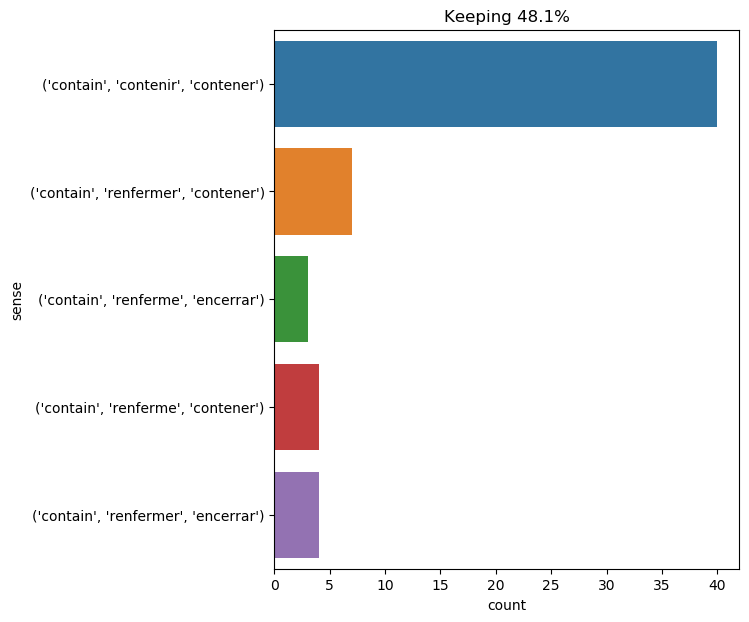 Keeping 48.1%
('contain', 'contenir', 'contener')
('contain', 'renfermer', 'contener')
('contain', 'renferme', 'encerrar')
('contain', 'renferme', 'contener')
('contain', 'renfermer', 'encerrar')
sense
0 5 10 15 20 25 30 35 40
count